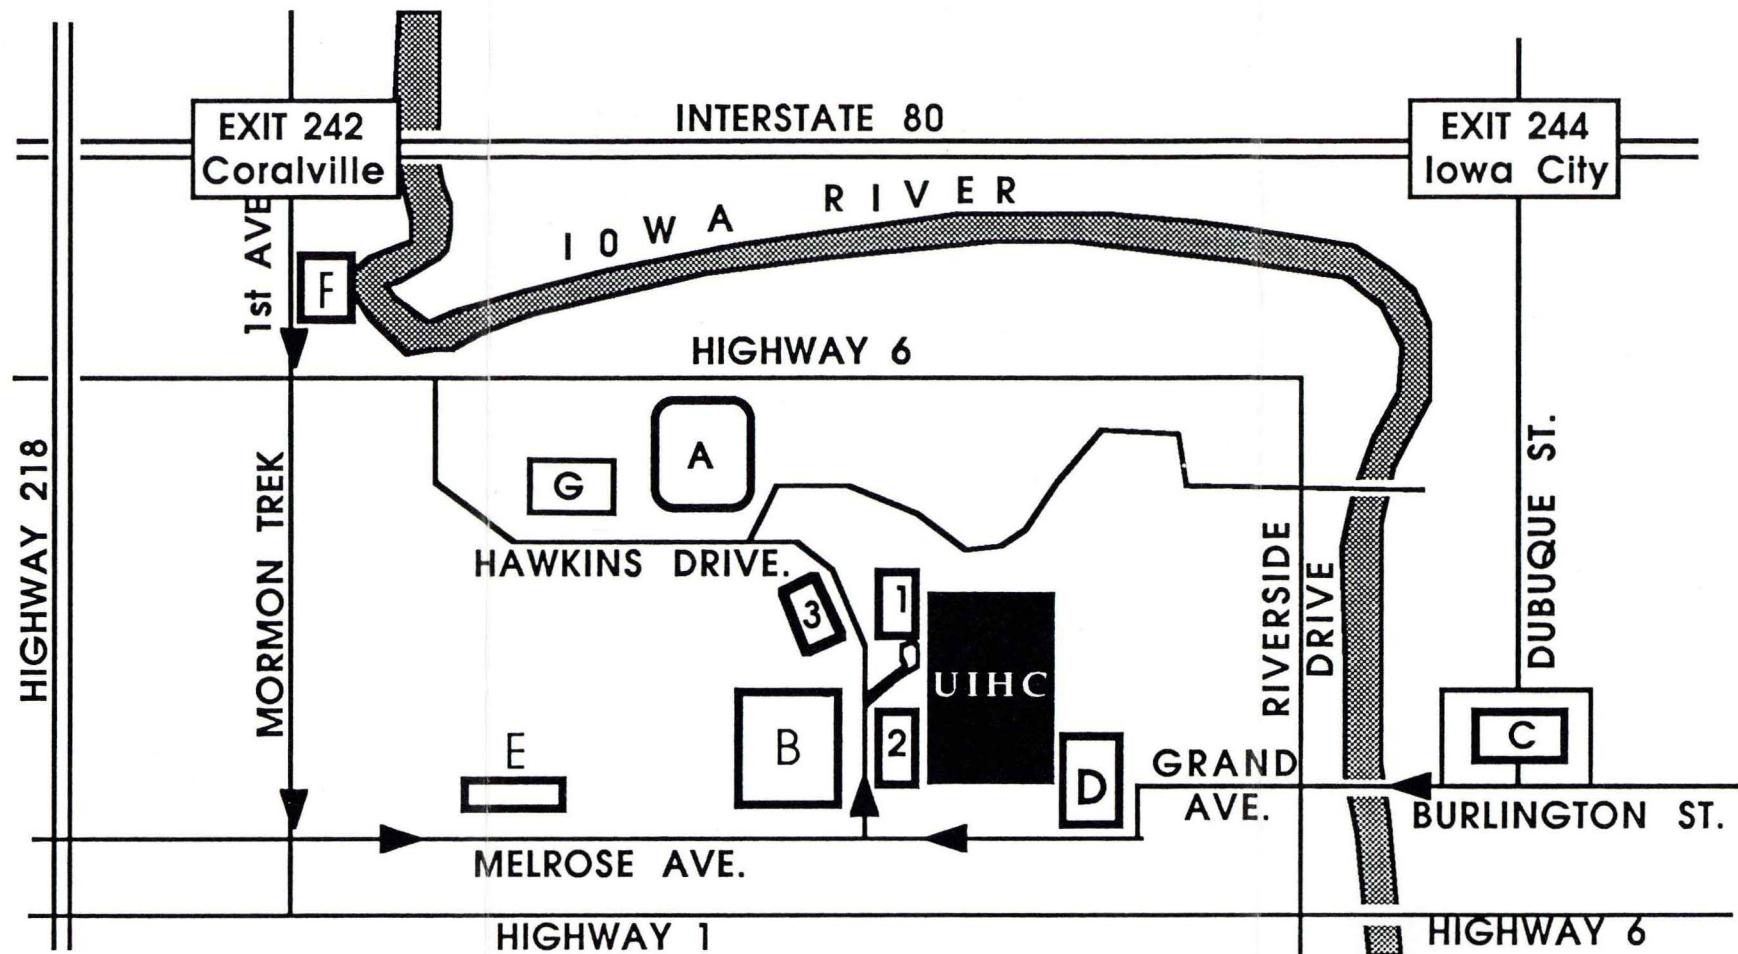 INTERSTATE 80
EXIT 242
Coralville
EXIT 244
Iowa City
IOWA RIVER
1st AVE
F
HIGHWAY 6
HIGHWAY 218
MORMON TREK
A
G
HAWKINS DRIVE.
3
1
UIHC
2
B
E
D
RIVERSIDE
DRIVE
DUBUQUE ST.
C
GRAND
AVE.
BURLINGTON ST.
MELROSE AVE.
HIGHWAY 1
HIGHWAY 6